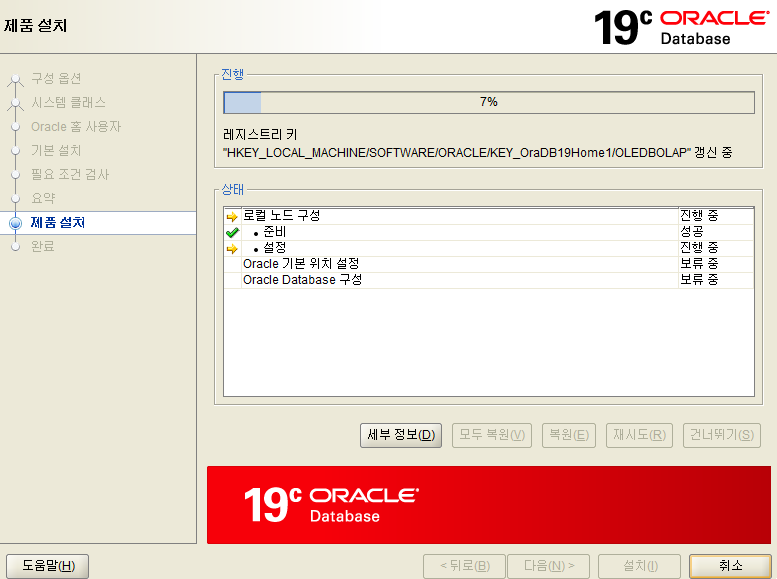 제품 설치
19c ORACLE
Database
구성 옵션
시스템 클래스
Oracle 홈 사용자
기본 설치
필요 조건 검사
요약
제품 설치
완료
진행
7%
레지스트리 키
"HKEY_LOCAL_MACHINE/SOFTWARE/ORACLE/KEY_OraDB19Home1/OLEDBOLAP" 갱신 중
상태
로컬 노드 구성 진행 중
• 준비 성공
• 설정 진행 중
Oracle 기본 위치 설정 보류 중
Oracle Database 구성 보류 중
세부 정보(D) 모두 복원(V) 복원(E) 재시도(R) 건너뛰기(S)
19c ORACLE
Database
도움말(H) < 뒤로(B) 다음(N) > 설치(I) 취소